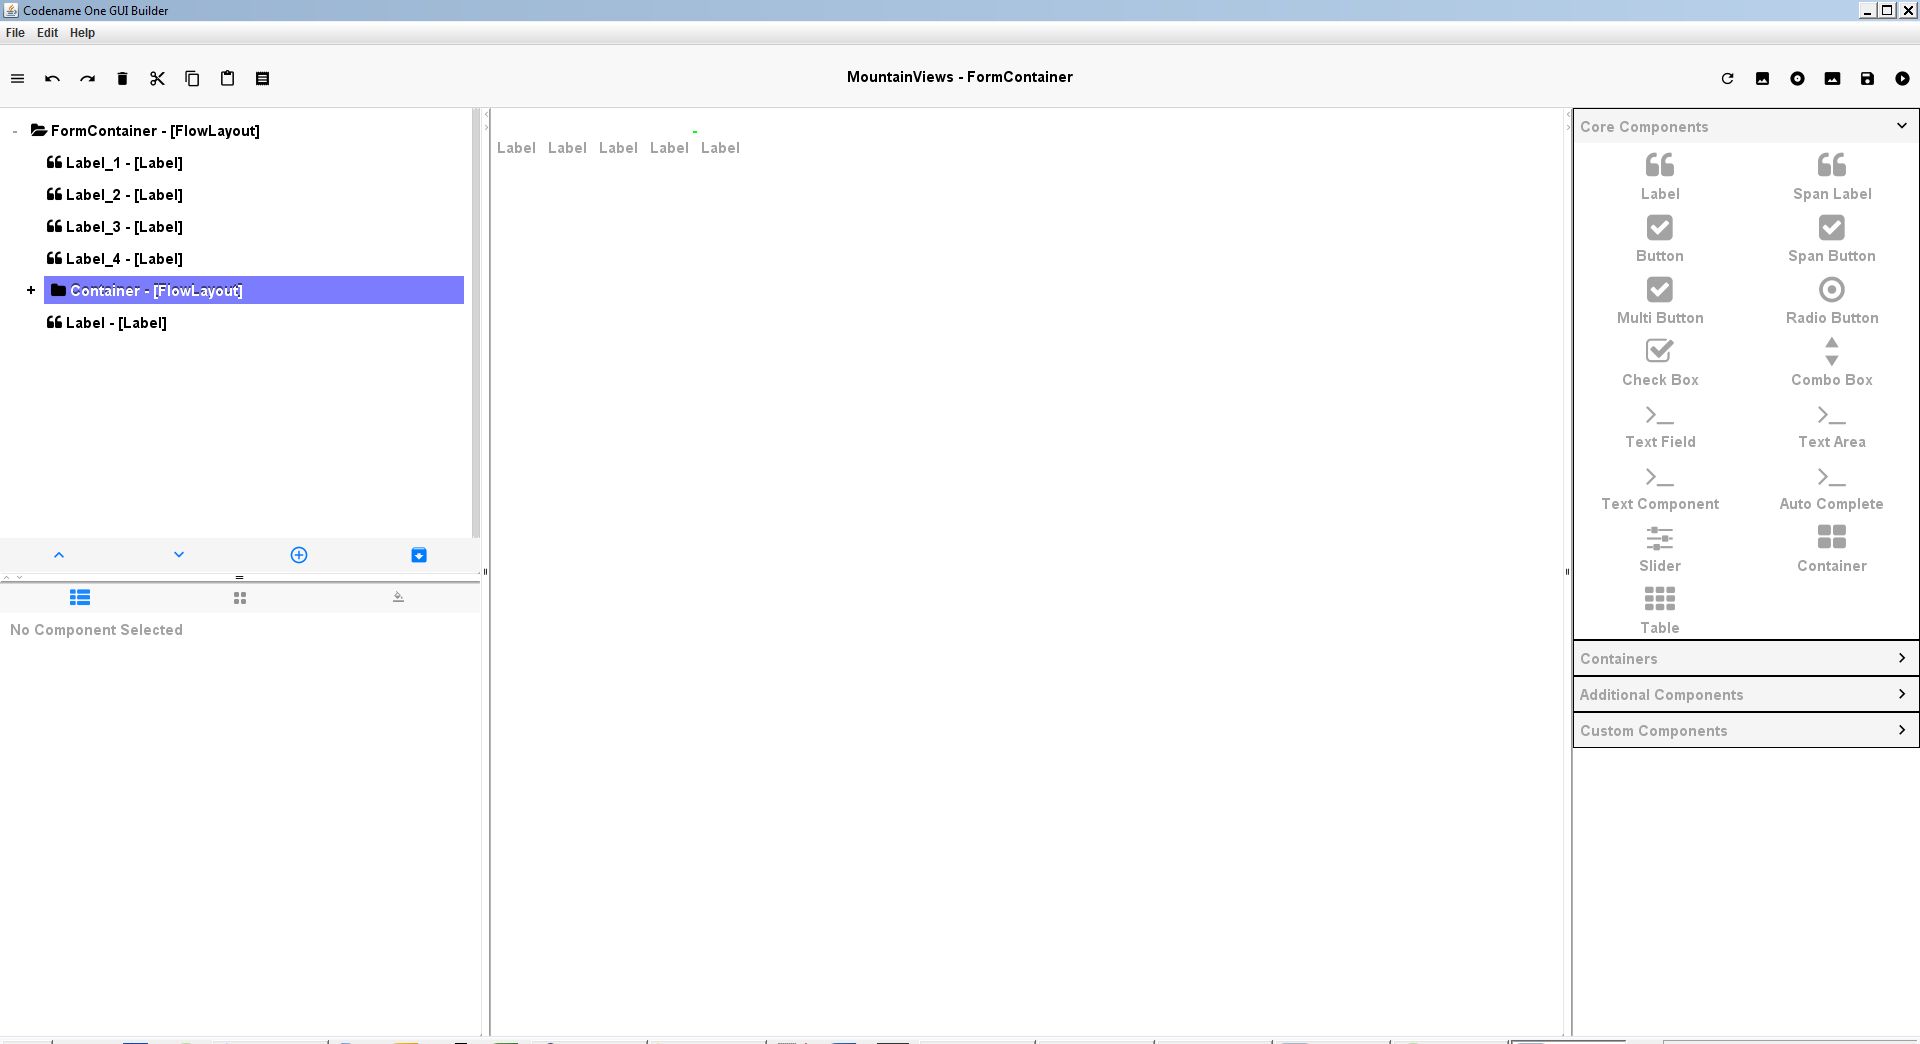 Codename One GUI Builder
File Edit Help
MountainViews - FormContainer
- FormContainer - [FlowLayout]
Label_1 - [Label]
Label_2 - [Label]
Label_3 - [Label]
Label_4 - [Label]
+ Container - [FlowLayout]
Label - [Label]
No Component Selected
Label Label Label Label Label
Core Components
Label Span Label
Button Span Button
Multi Button Radio Button
Check Box Combo Box
Text Field Text Area
Text Component Auto Complete
Slider Container
Table
Containers
Additional Components
Custom Components